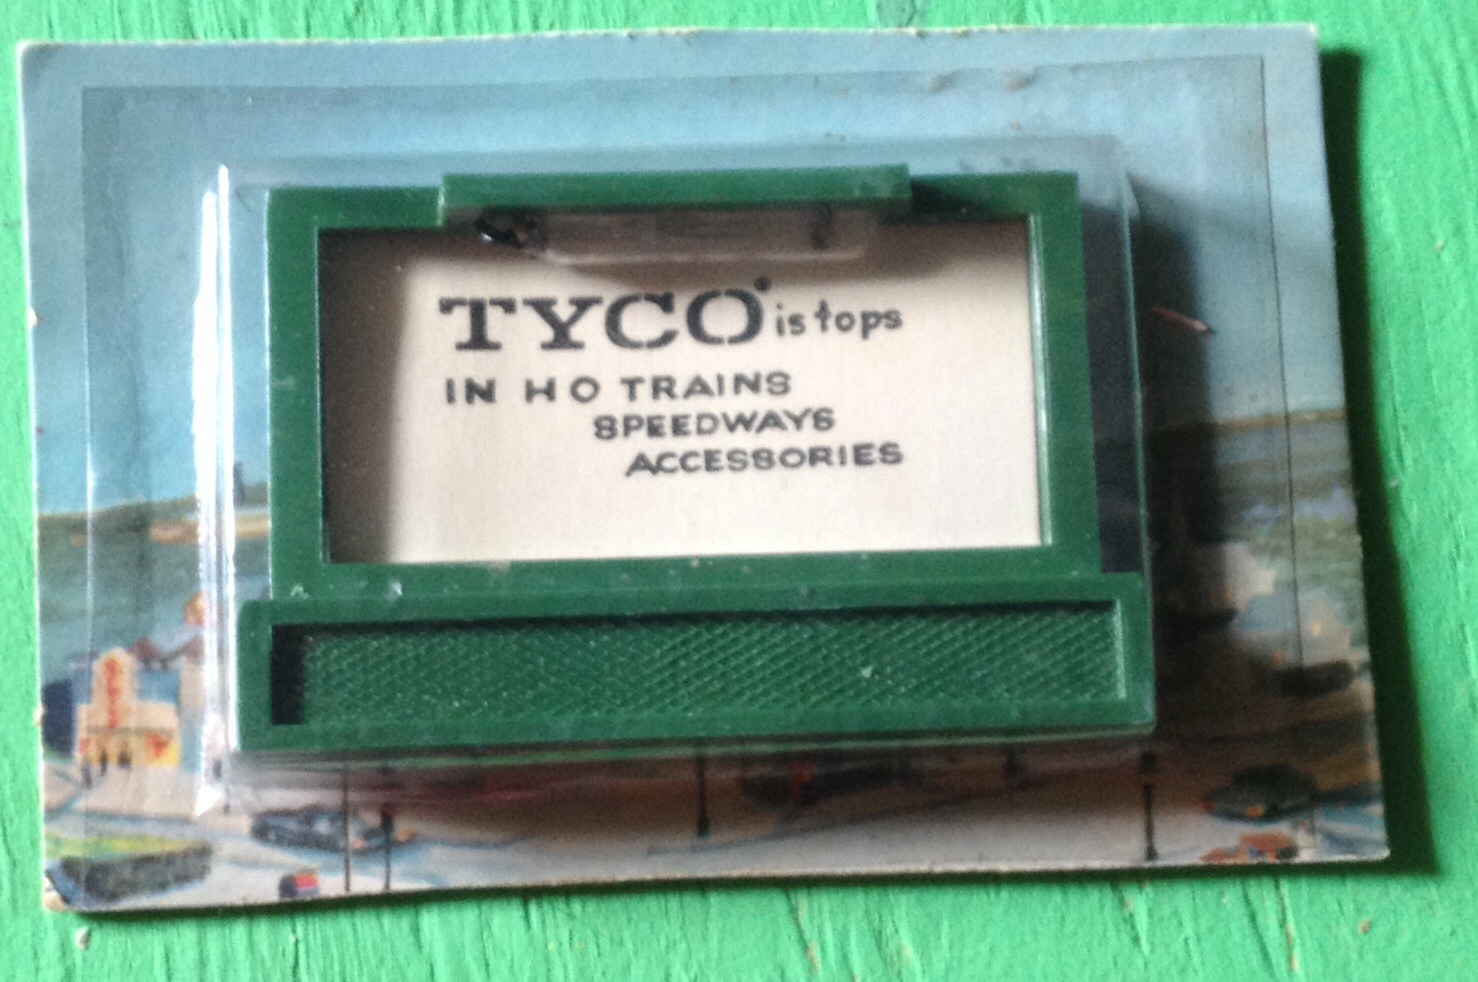 TYCO® is tops
IN HO TRAINS
SPEEDWAYS
ACCESSORIES